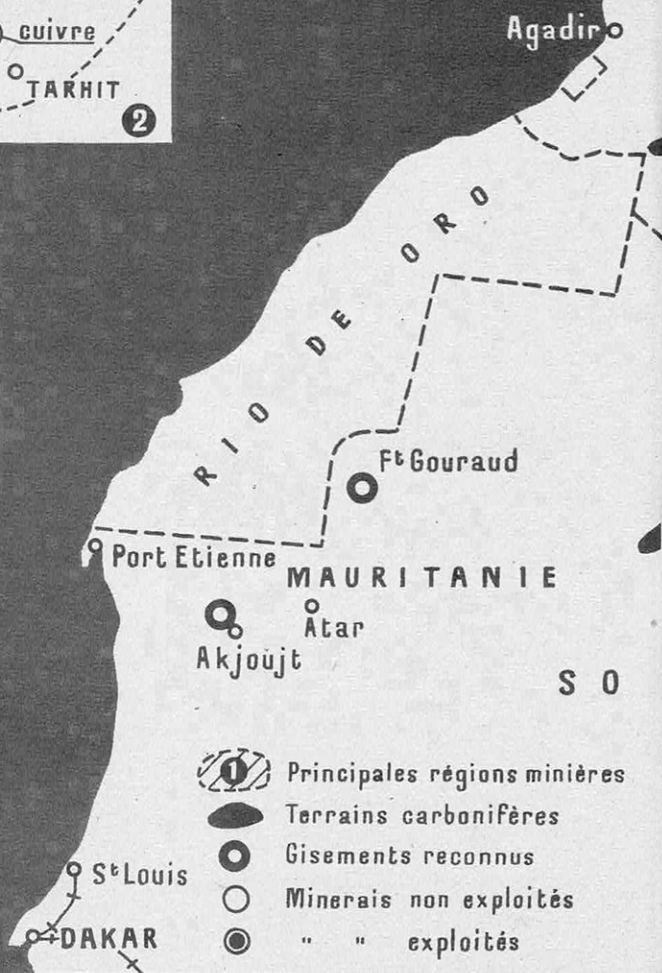 cuivre
TARHIT
2
Agadir
RIO DE ORO
Ft Gouraud
Port Etienne
MAURITANIE
Atar
Akjoujt
S O
1 Principales régions minières
Terrains carbonifères
Gisements reconnus
Minerais non exploités
" " exploités
St Louis
DAKAR